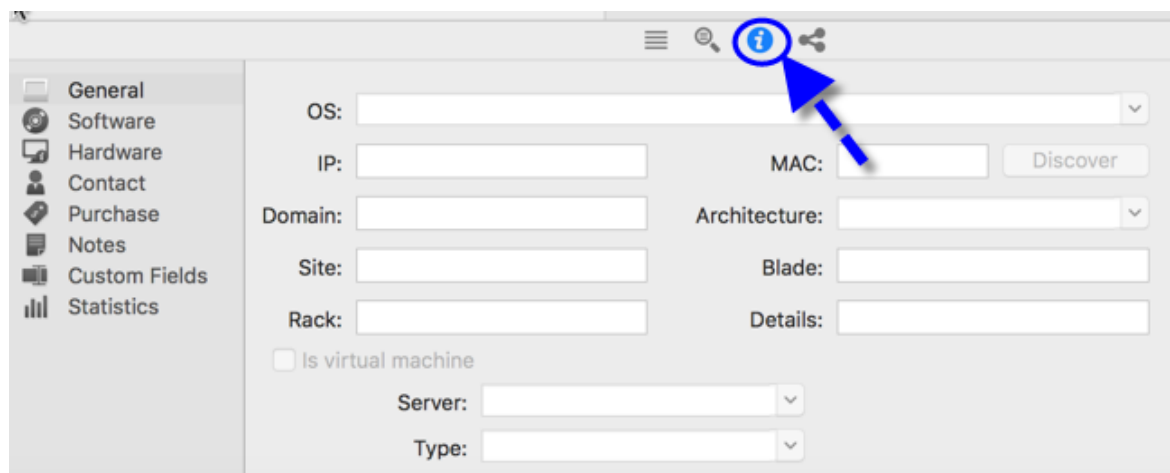 General
Software
Hardware
Contact
Purchase
Notes
Custom Fields
Statistics
OS:
IP:
MAC:
Discover
Domain:
Architecture:
Site:
Blade:
Rack:
Details:
Is virtual machine
Server:
Type: